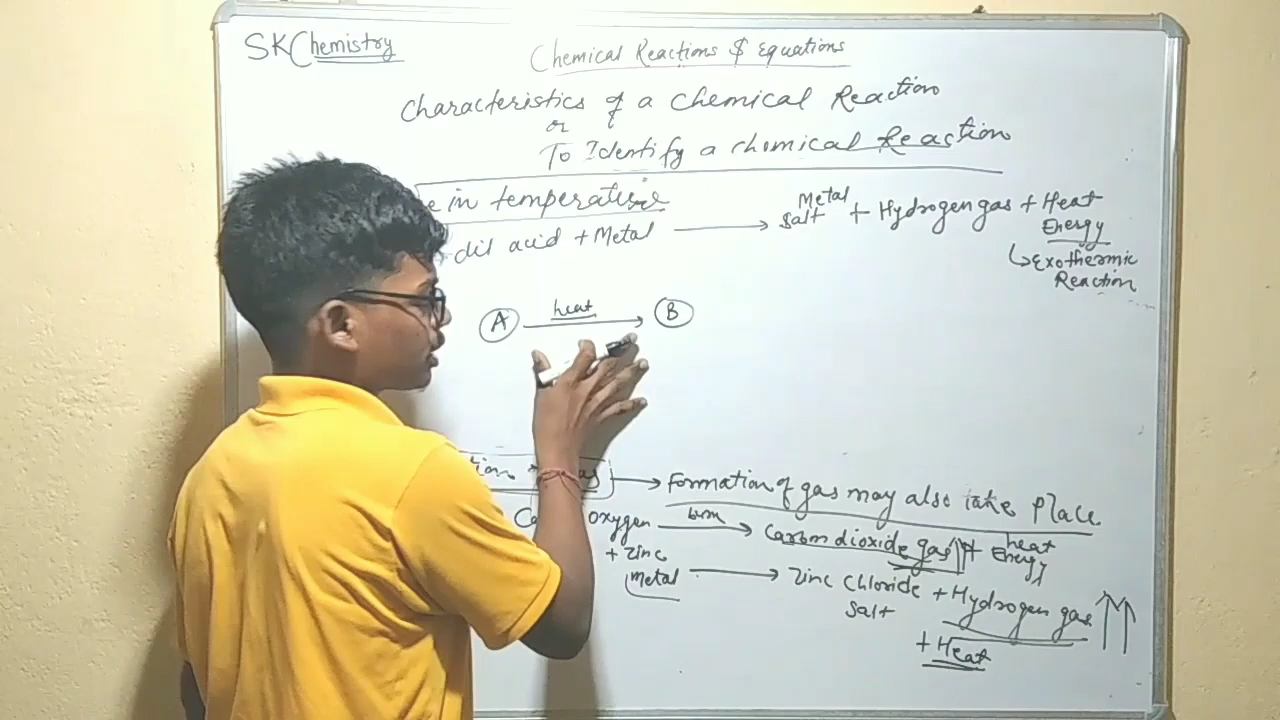 SKChemistry
Chemical Reactions & Equations
Characteristics of a chemical Reaction
or
To Identify a chemical Reaction
e in temperature
dil acid + Metal → Metal Salt + Hydrogen gas + Heat Energy
↳ Exothermic Reaction
A heat → B
tion → Formation of gas may also take Place
oxygen burn → Carbon dioxide gas ↑↑ + heat Energy
+ Zinc Metal → Zinc Chloride Salt + Hydrogen gas ↑↑
+ Heat